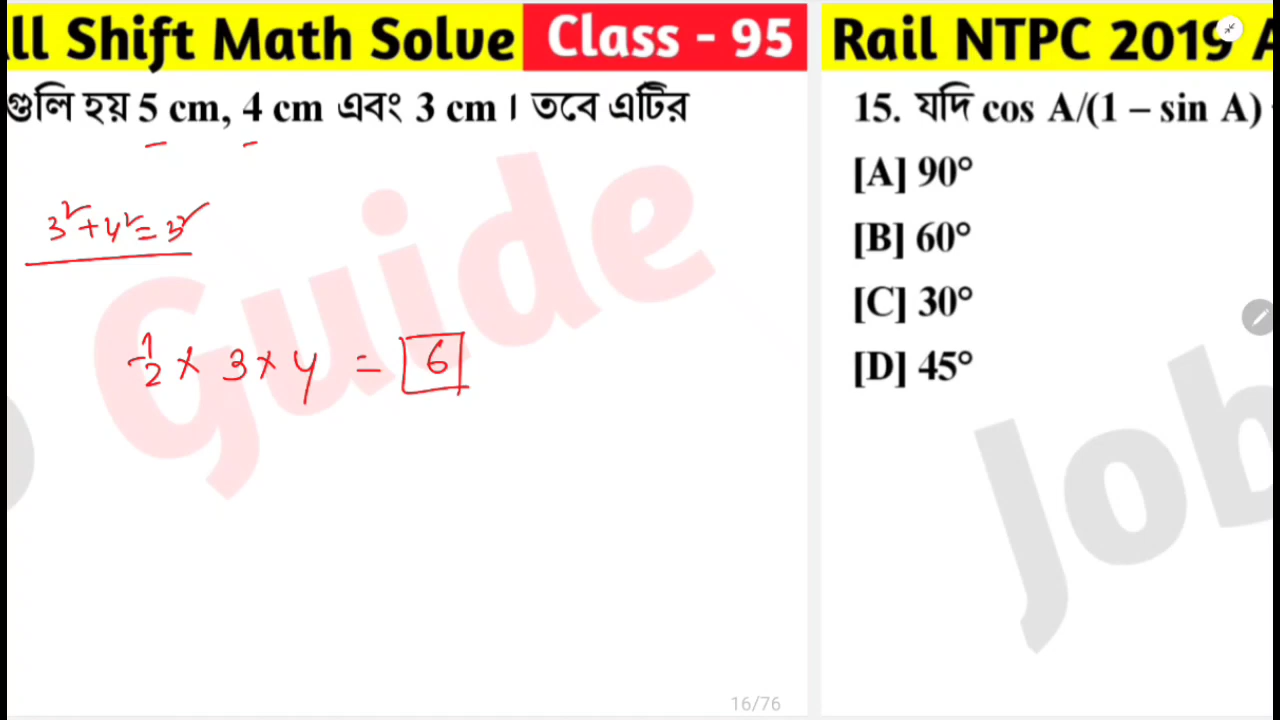 ll Shift Math Solve Class - 95
গুলি হয় 5 cm, 4 cm এবং 3 cm । তবে এটির
3² + 4² = 5²
1/2 × 3 × 4 = 6
Guide
16/76
Rail NTPC 2019 A
15. যদি cos A/(1 – sin A)
[A] 90°
[B] 60°
[C] 30°
[D] 45°
Job